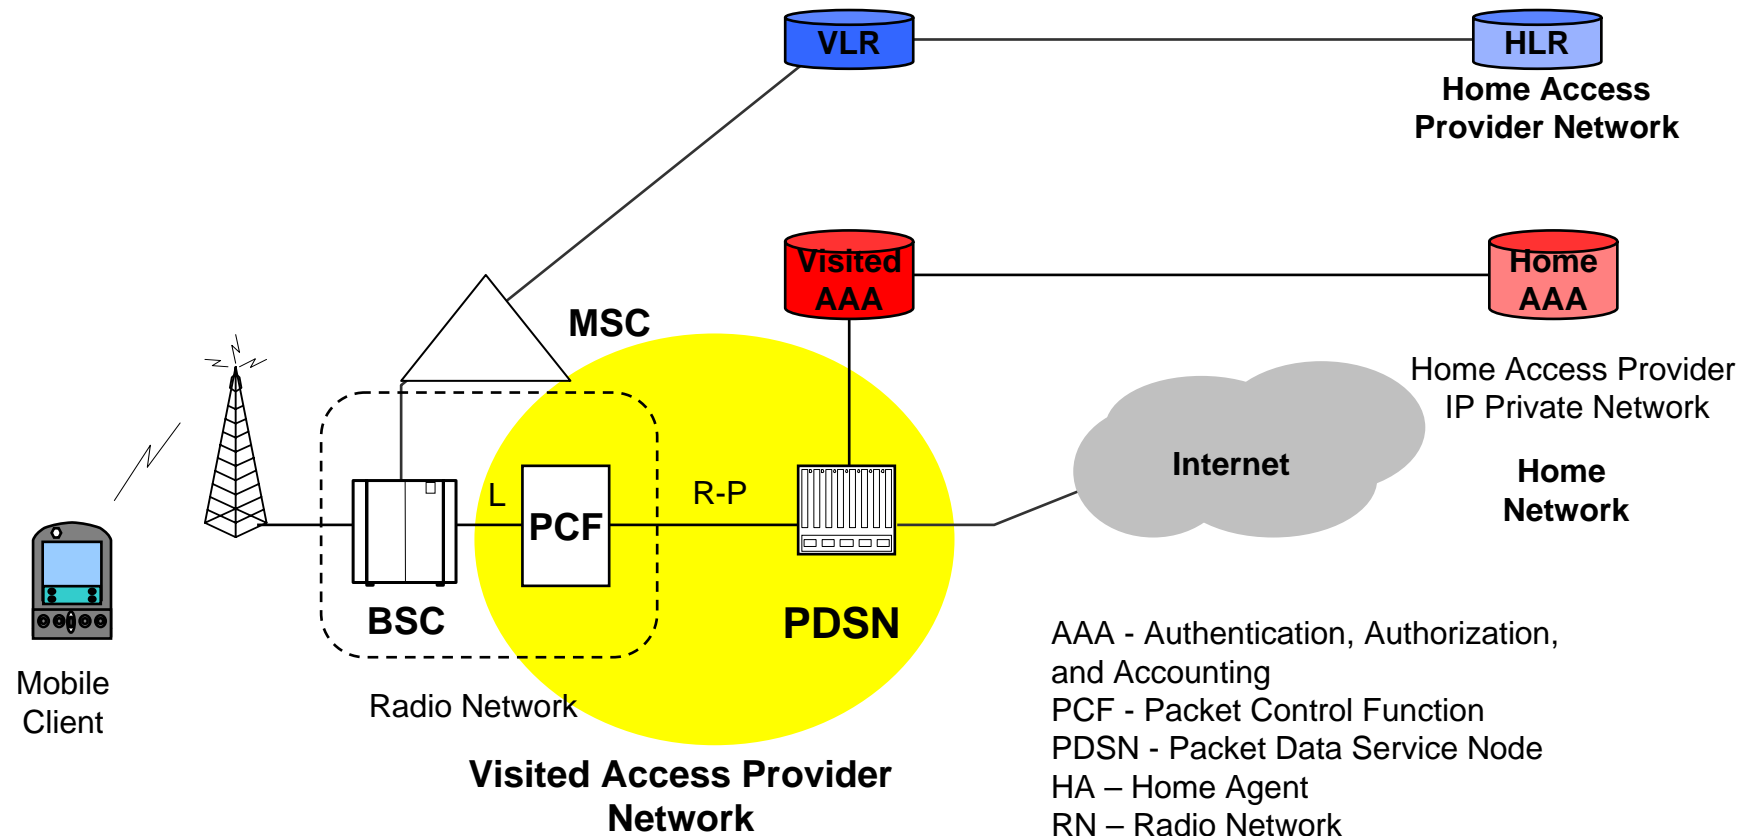 VLR
HLR
Home Access
Provider Network
Visited
AAA
Home
AAA
MSC
Home Access Provider
IP Private Network
Internet
Home
Network
L
R-P
PCF
BSC
PDSN
Mobile
Client
Radio Network
Visited Access Provider
Network
AAA - Authentication, Authorization,
and Accounting
PCF - Packet Control Function
PDSN - Packet Data Service Node
HA – Home Agent
RN – Radio Network